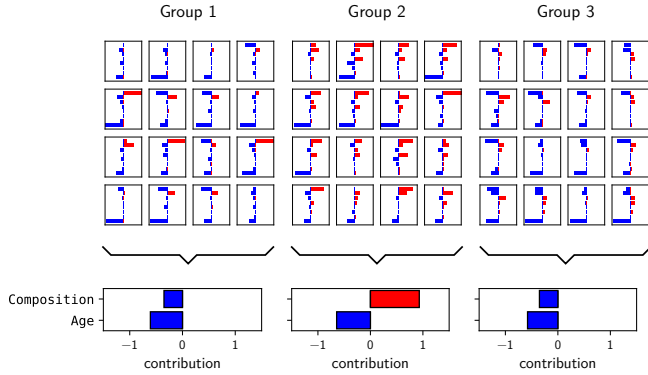 Group 1 Group 2 Group 3
Composition
Age
−1 0 1 −1 0 1 −1 0 1
contribution contribution contribution